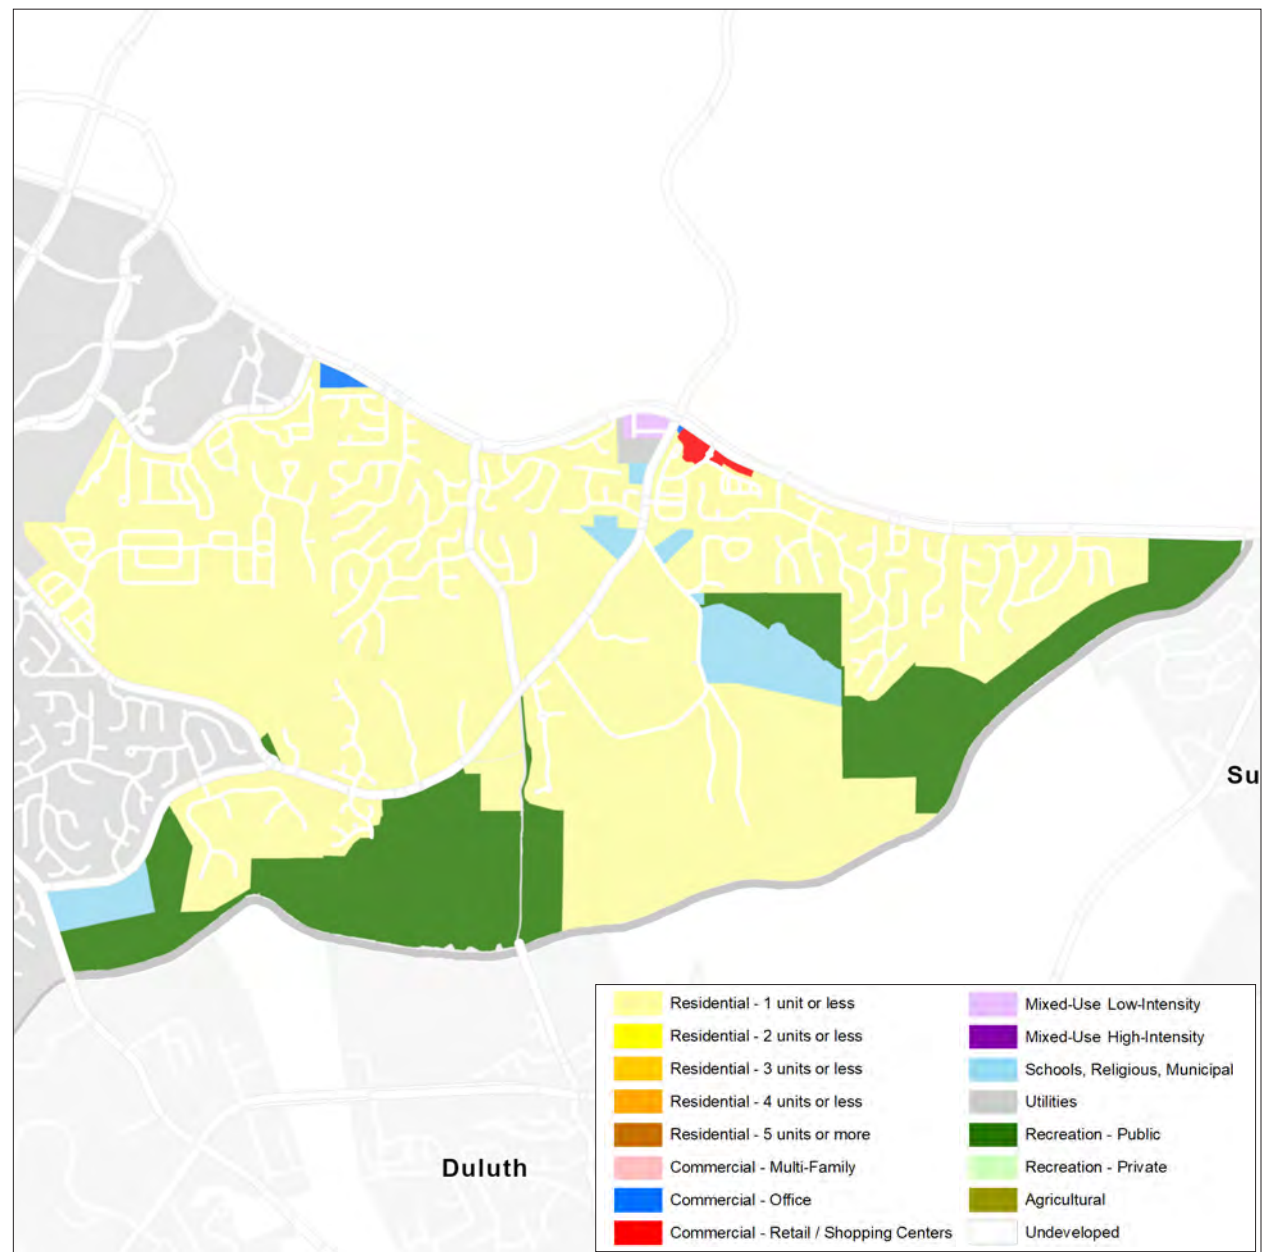 Su
Duluth
Residential - 1 unit or less
Residential - 2 units or less
Residential - 3 units or less
Residential - 4 units or less
Residential - 5 units or more
Commercial - Multi-Family
Commercial - Office
Commercial - Retail / Shopping Centers
Mixed-Use Low-Intensity
Mixed-Use High-Intensity
Schools, Religious, Municipal
Utilities
Recreation - Public
Recreation - Private
Agricultural
Undeveloped